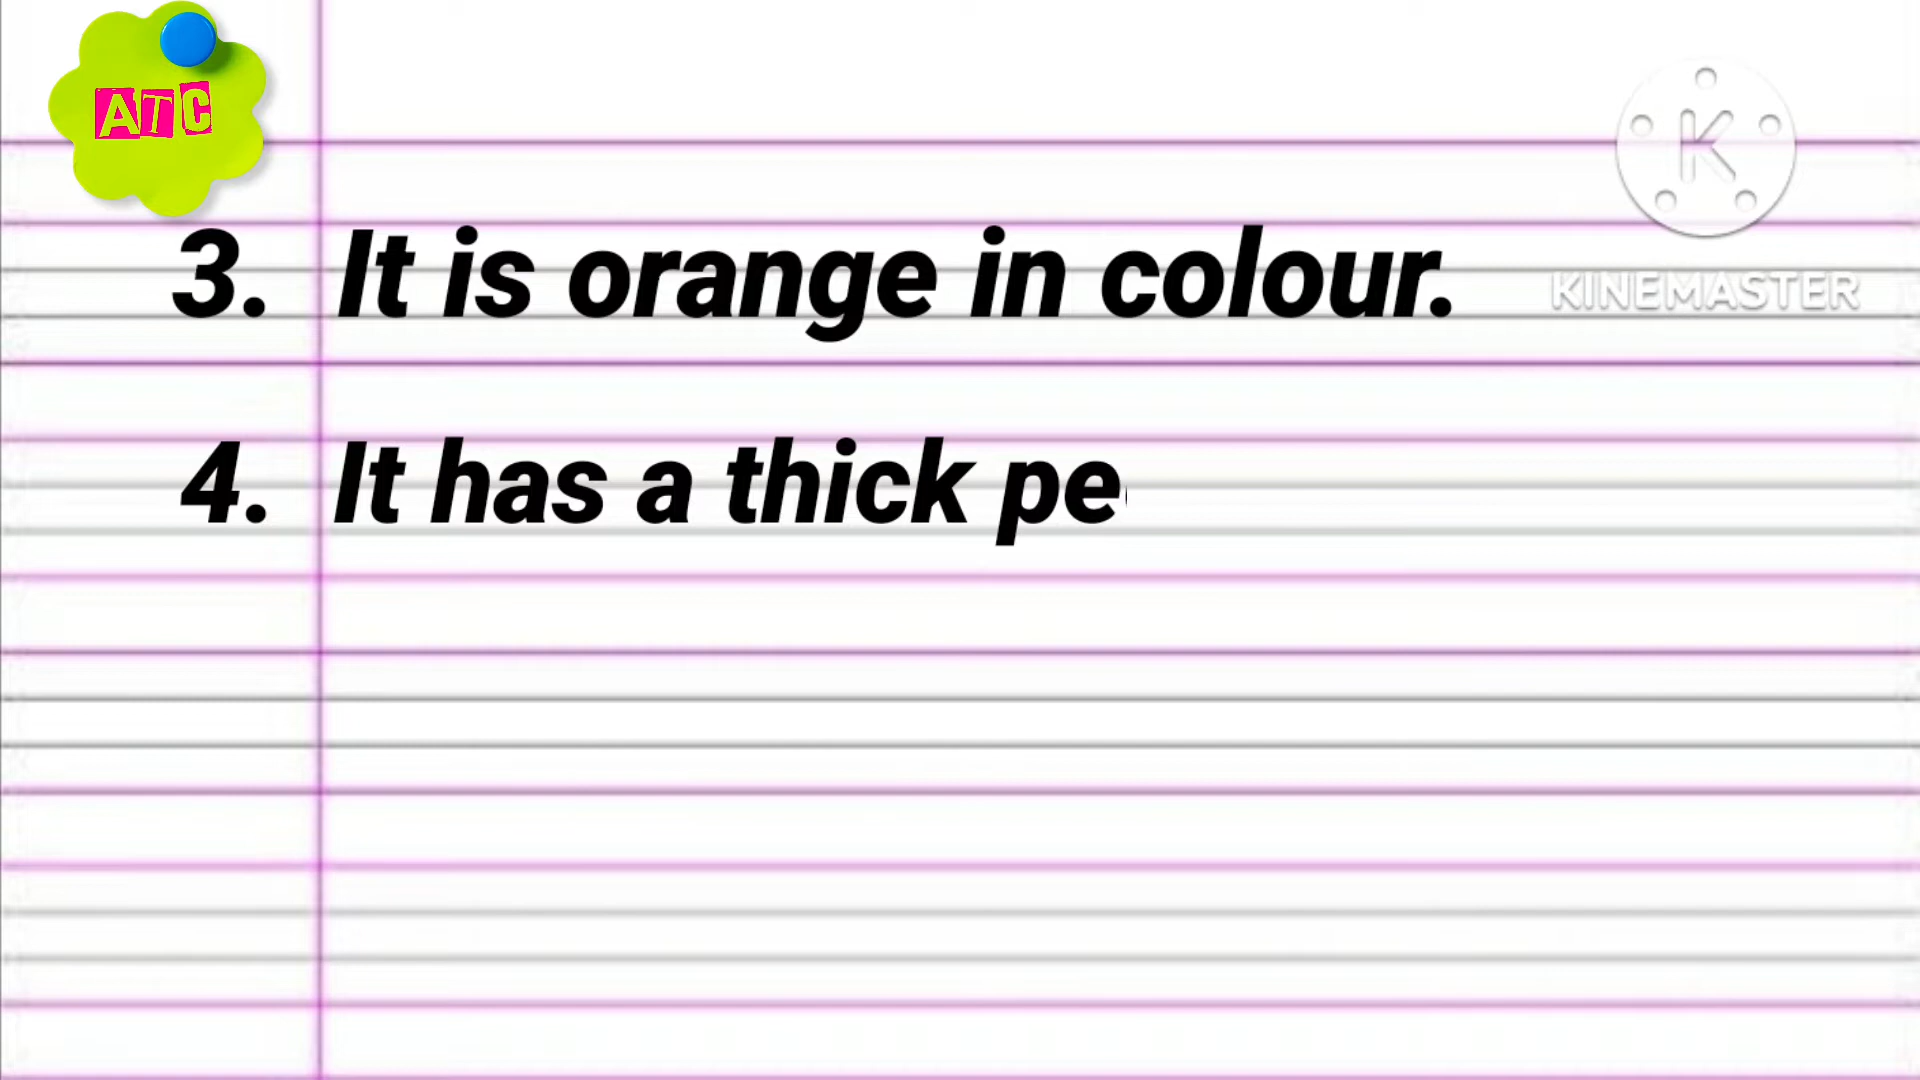 ATC
K
KINEMASTER
3. It is orange in colour.
4. It has a thick pe